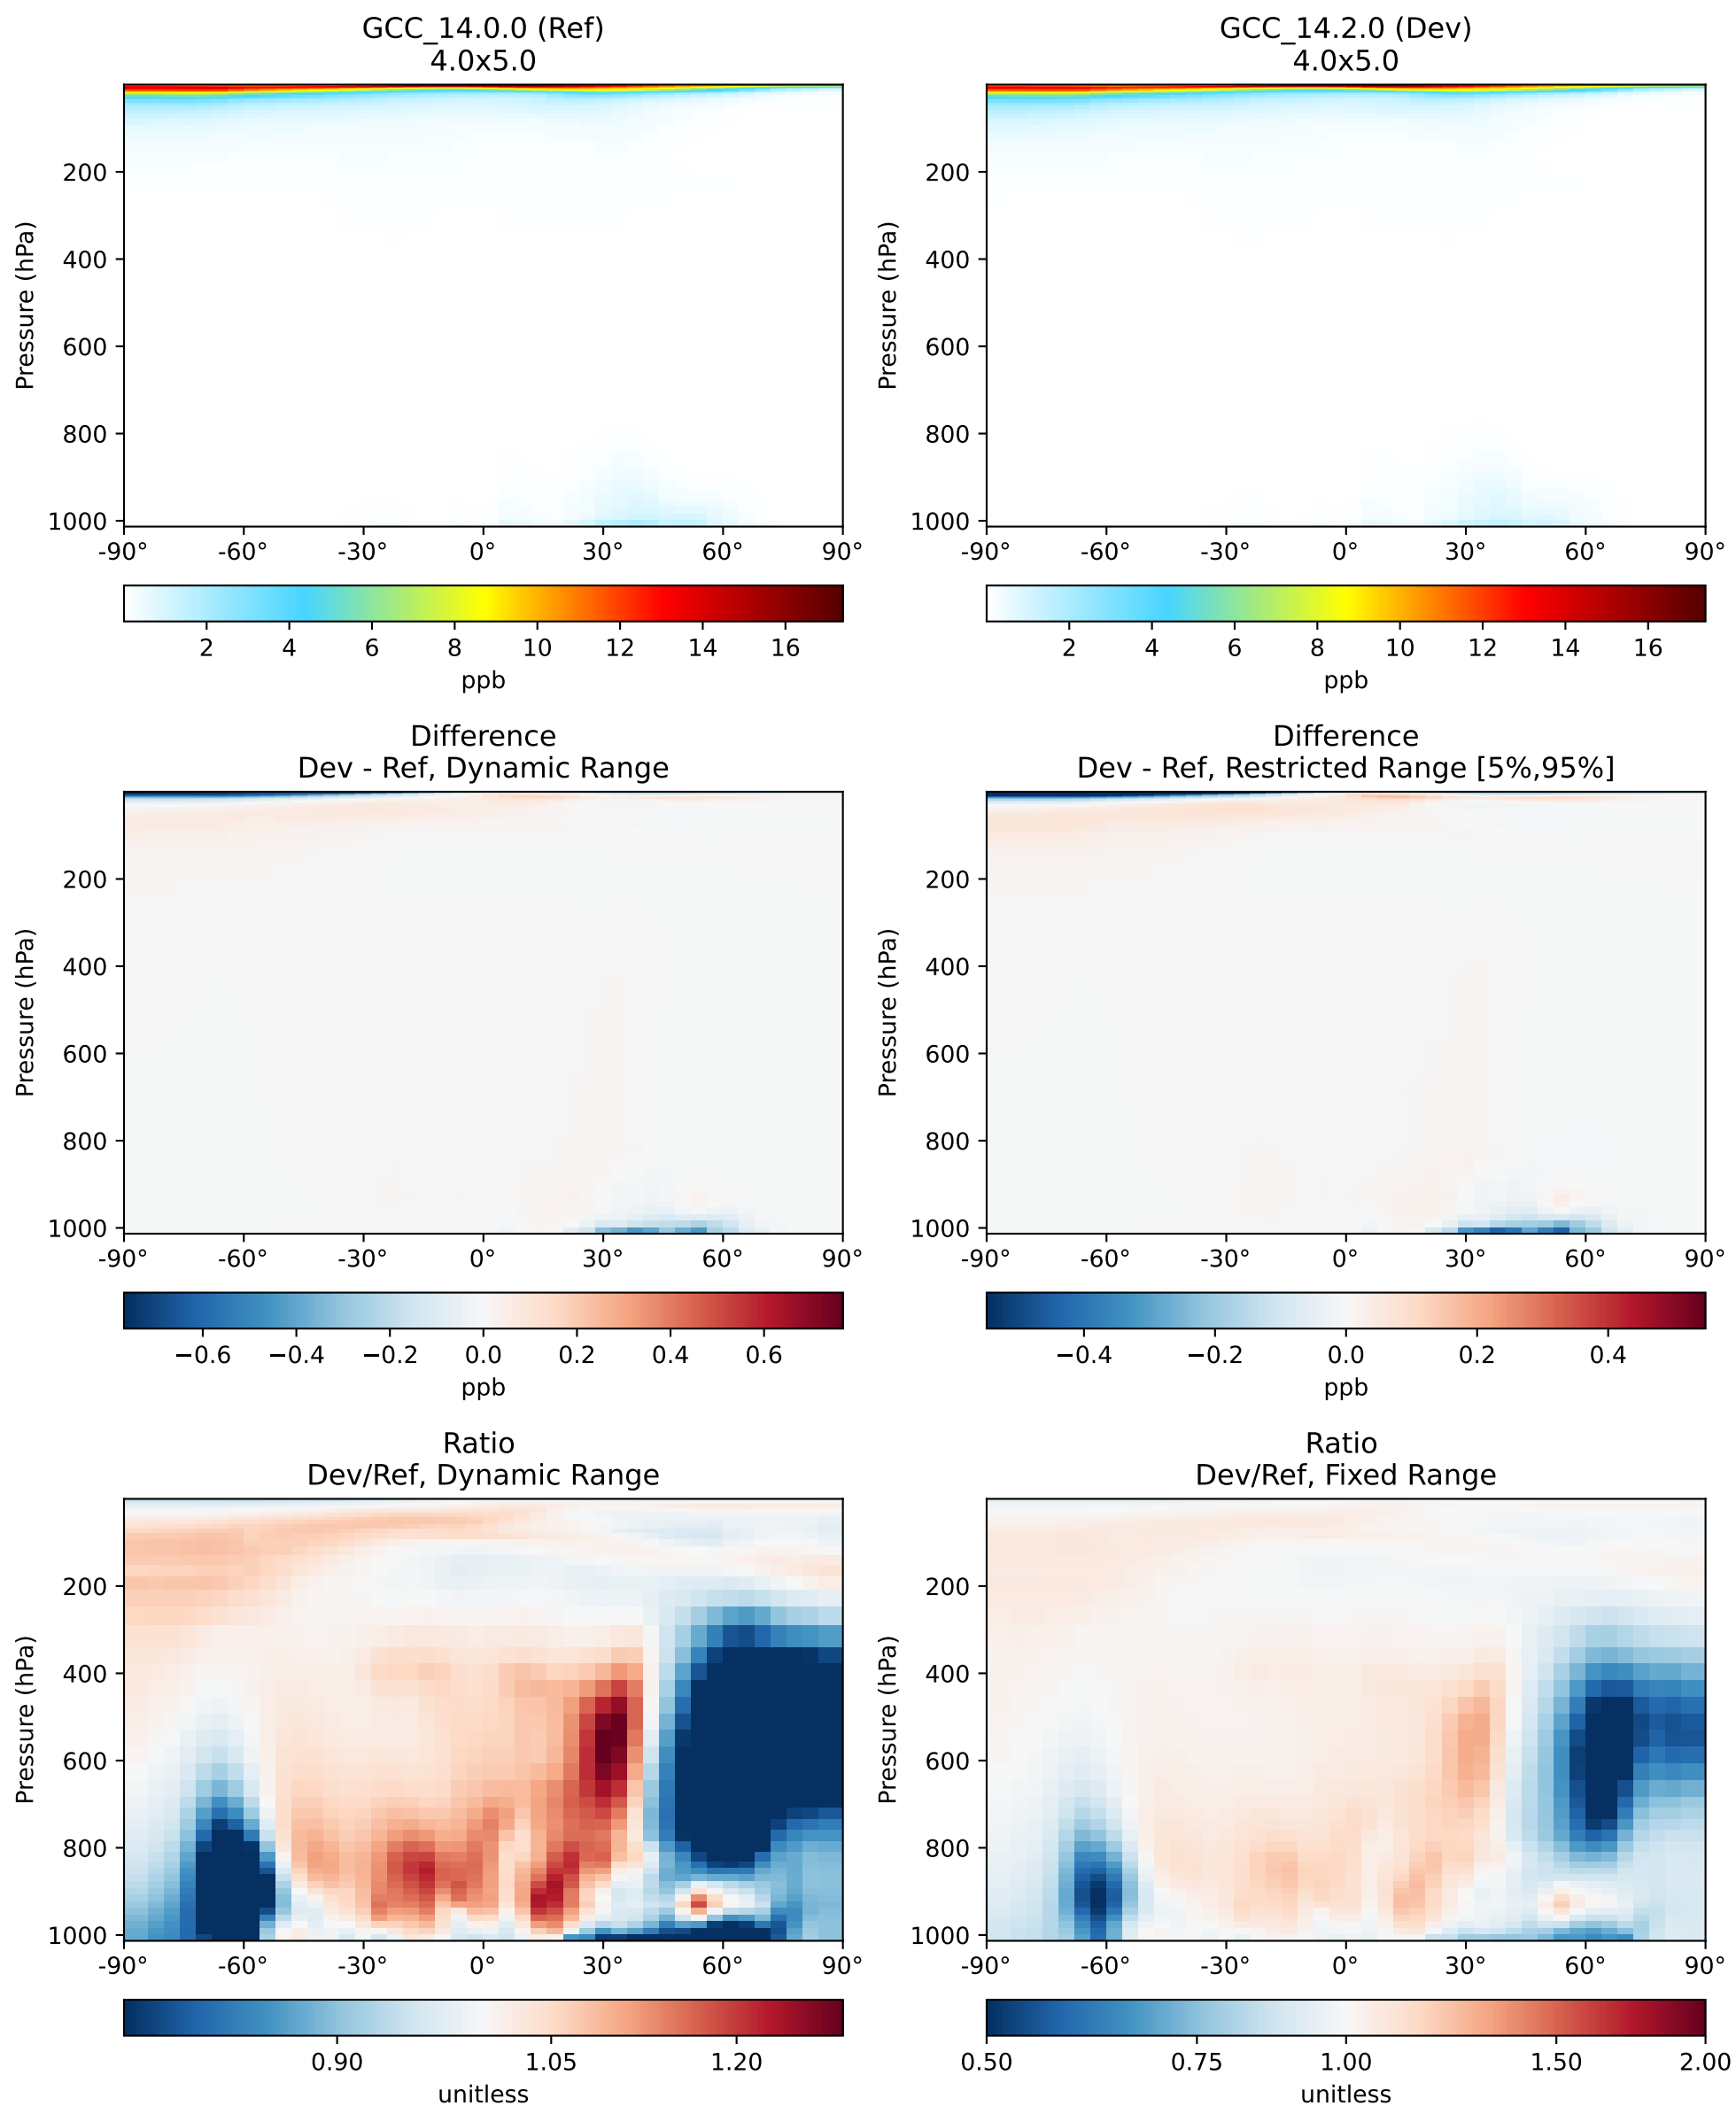 GCC_14.0.0 (Ref)
4.0x5.0
Pressure (hPa)
200
400
600
800
1000
-90° -60° -30° 0° 30° 60° 90°
2 4 6 8 10 12 14 16
ppb
GCC_14.2.0 (Dev)
4.0x5.0
Pressure (hPa)
200
400
600
800
1000
-90° -60° -30° 0° 30° 60° 90°
2 4 6 8 10 12 14 16
ppb
Difference
Dev - Ref, Dynamic Range
Pressure (hPa)
200
400
600
800
1000
-90° -60° -30° 0° 30° 60° 90°
−0.6 −0.4 −0.2 0.0 0.2 0.4 0.6
ppb
Difference
Dev - Ref, Restricted Range [5%,95%]
Pressure (hPa)
200
400
600
800
1000
-90° -60° -30° 0° 30° 60° 90°
−0.4 −0.2 0.0 0.2 0.4
ppb
Ratio
Dev/Ref, Dynamic Range
Pressure (hPa)
200
400
600
800
1000
-90° -60° -30° 0° 30° 60° 90°
0.90 1.05 1.20
unitless
Ratio
Dev/Ref, Fixed Range
Pressure (hPa)
200
400
600
800
1000
-90° -60° -30° 0° 30° 60° 90°
0.50 0.75 1.00 1.50 2.00
unitless